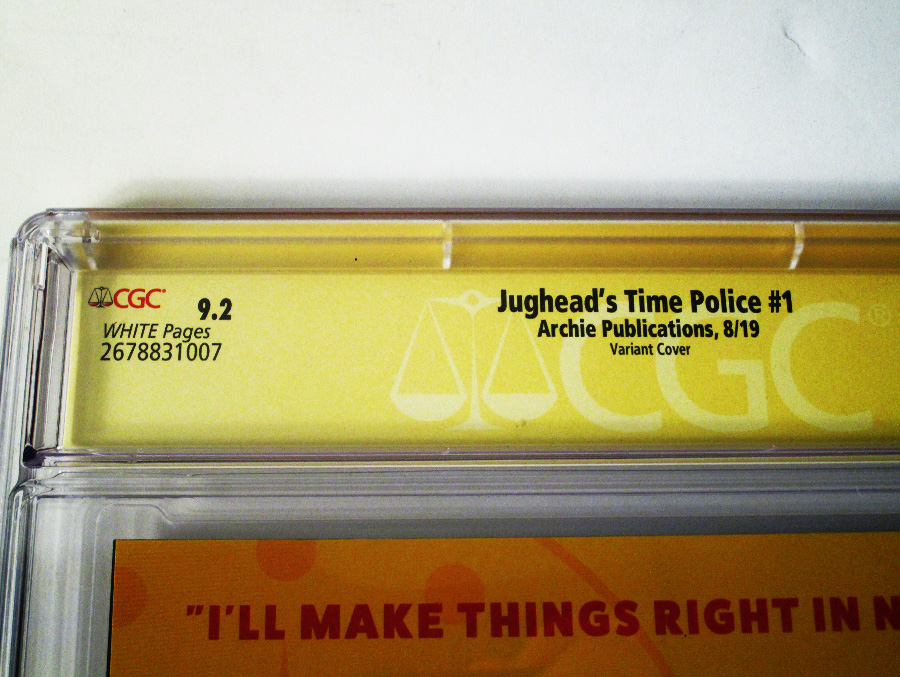 CGC
9.2
WHITE Pages
2678831007
Jughead's Time Police #1
Archie Publications, 8/19
Variant Cover
CGC®
"I'LL MAKE THINGS RIGHT IN N